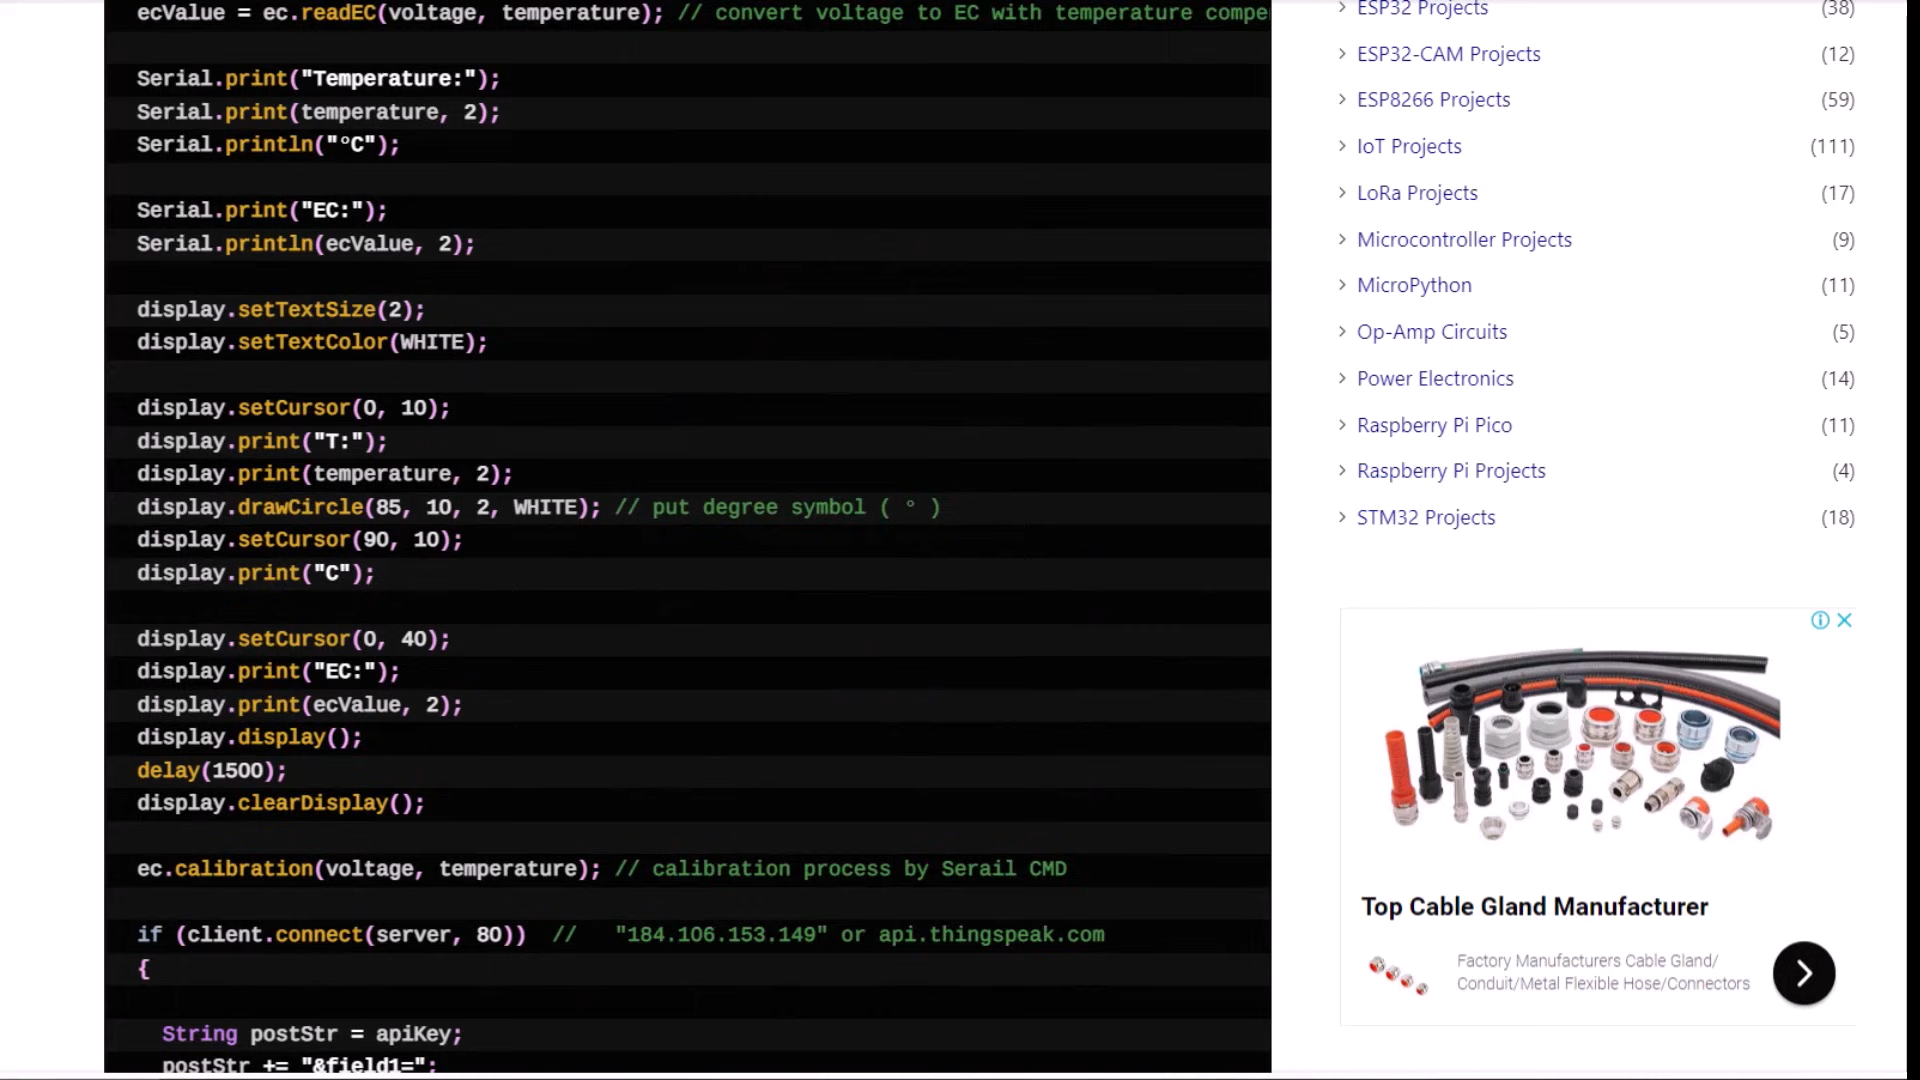 ecValue = ec.readEC(voltage, temperature); // convert voltage to EC with temperature compe
Serial.print("Temperature:");
Serial.print(temperature, 2);
Serial.println("°C");
Serial.print("EC:");
Serial.println(ecValue, 2);
display.setTextSize(2);
display.setTextColor(WHITE);
display.setCursor(0, 10);
display.print("T:");
display.print(temperature, 2);
display.drawCircle(85, 10, 2, WHITE); // put degree symbol ( ° )
display.setCursor(90, 10);
display.print("C");
display.setCursor(0, 40);
display.print("EC:");
display.print(ecValue, 2);
display.display();
delay(1500);
display.clearDisplay();
ec.calibration(voltage, temperature); // calibration process by Serail CMD
if (client.connect(server, 80))  //   "184.106.153.149" or api.thingspeak.com
{
String postStr = apiKey;
postStr += "&field1=";
ESP32 Projects (38)
ESP32-CAM Projects (12)
ESP8266 Projects (59)
IoT Projects (111)
LoRa Projects (17)
Microcontroller Projects (9)
MicroPython (11)
Op-Amp Circuits (5)
Power Electronics (14)
Raspberry Pi Pico (11)
Raspberry Pi Projects (4)
STM32 Projects (18)
Top Cable Gland Manufacturer
Factory Manufacturers Cable Gland/
Conduit/Metal Flexible Hose/Connectors